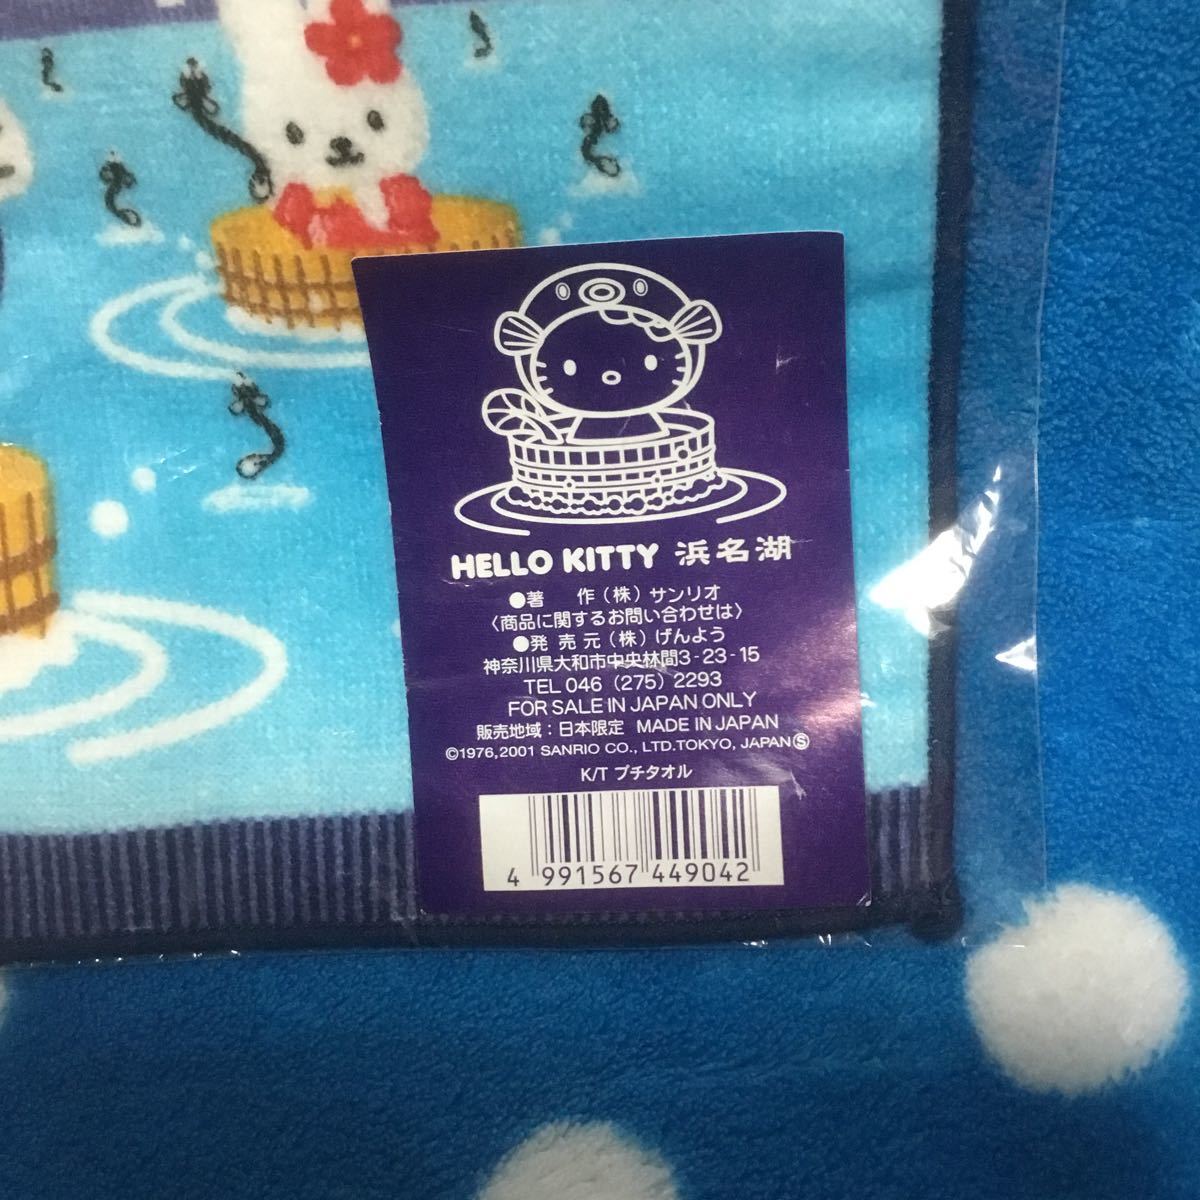 HELLO KITTY 浜名湖
●著　作（株）サンリオ
〈商品に関するお問い合わせは〉
●発 売 元（株）げんよう
神奈川県大和市中央林間3-23-15
TEL 046（275）2293
FOR SALE IN JAPAN ONLY
販売地域：日本限定 MADE IN JAPAN
©1976,2001 SANRIO CO., LTD.TOKYO, JAPAN Ⓢ
K/T プチタオル
4 991567 449042